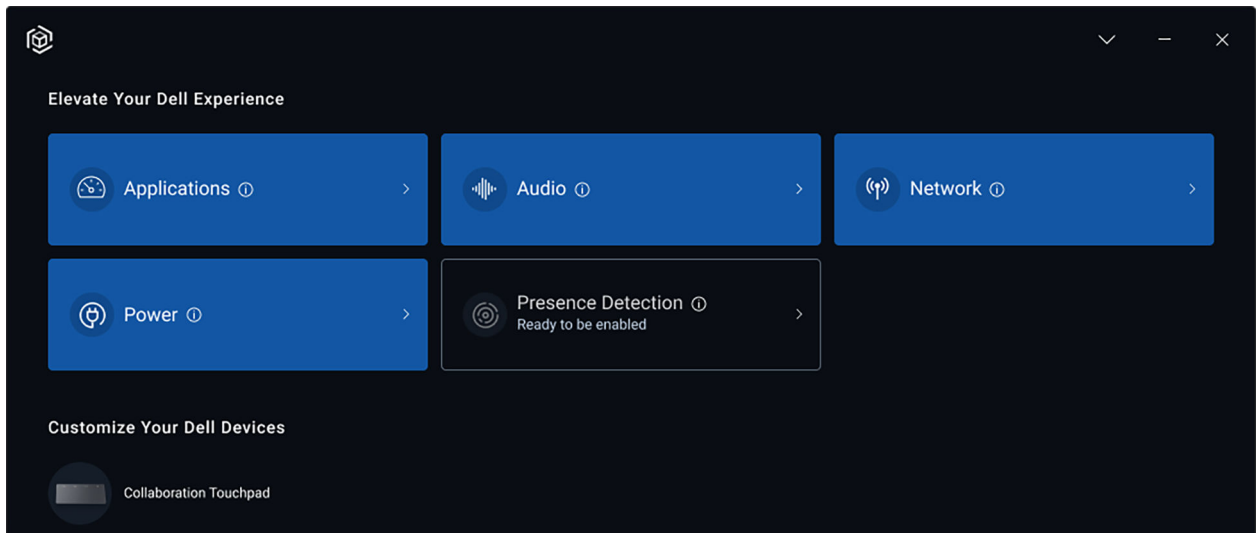 Elevate Your Dell Experience
Applications
Audio
Network
Power
Presence Detection
Ready to be enabled
Customize Your Dell Devices
Collaboration Touchpad